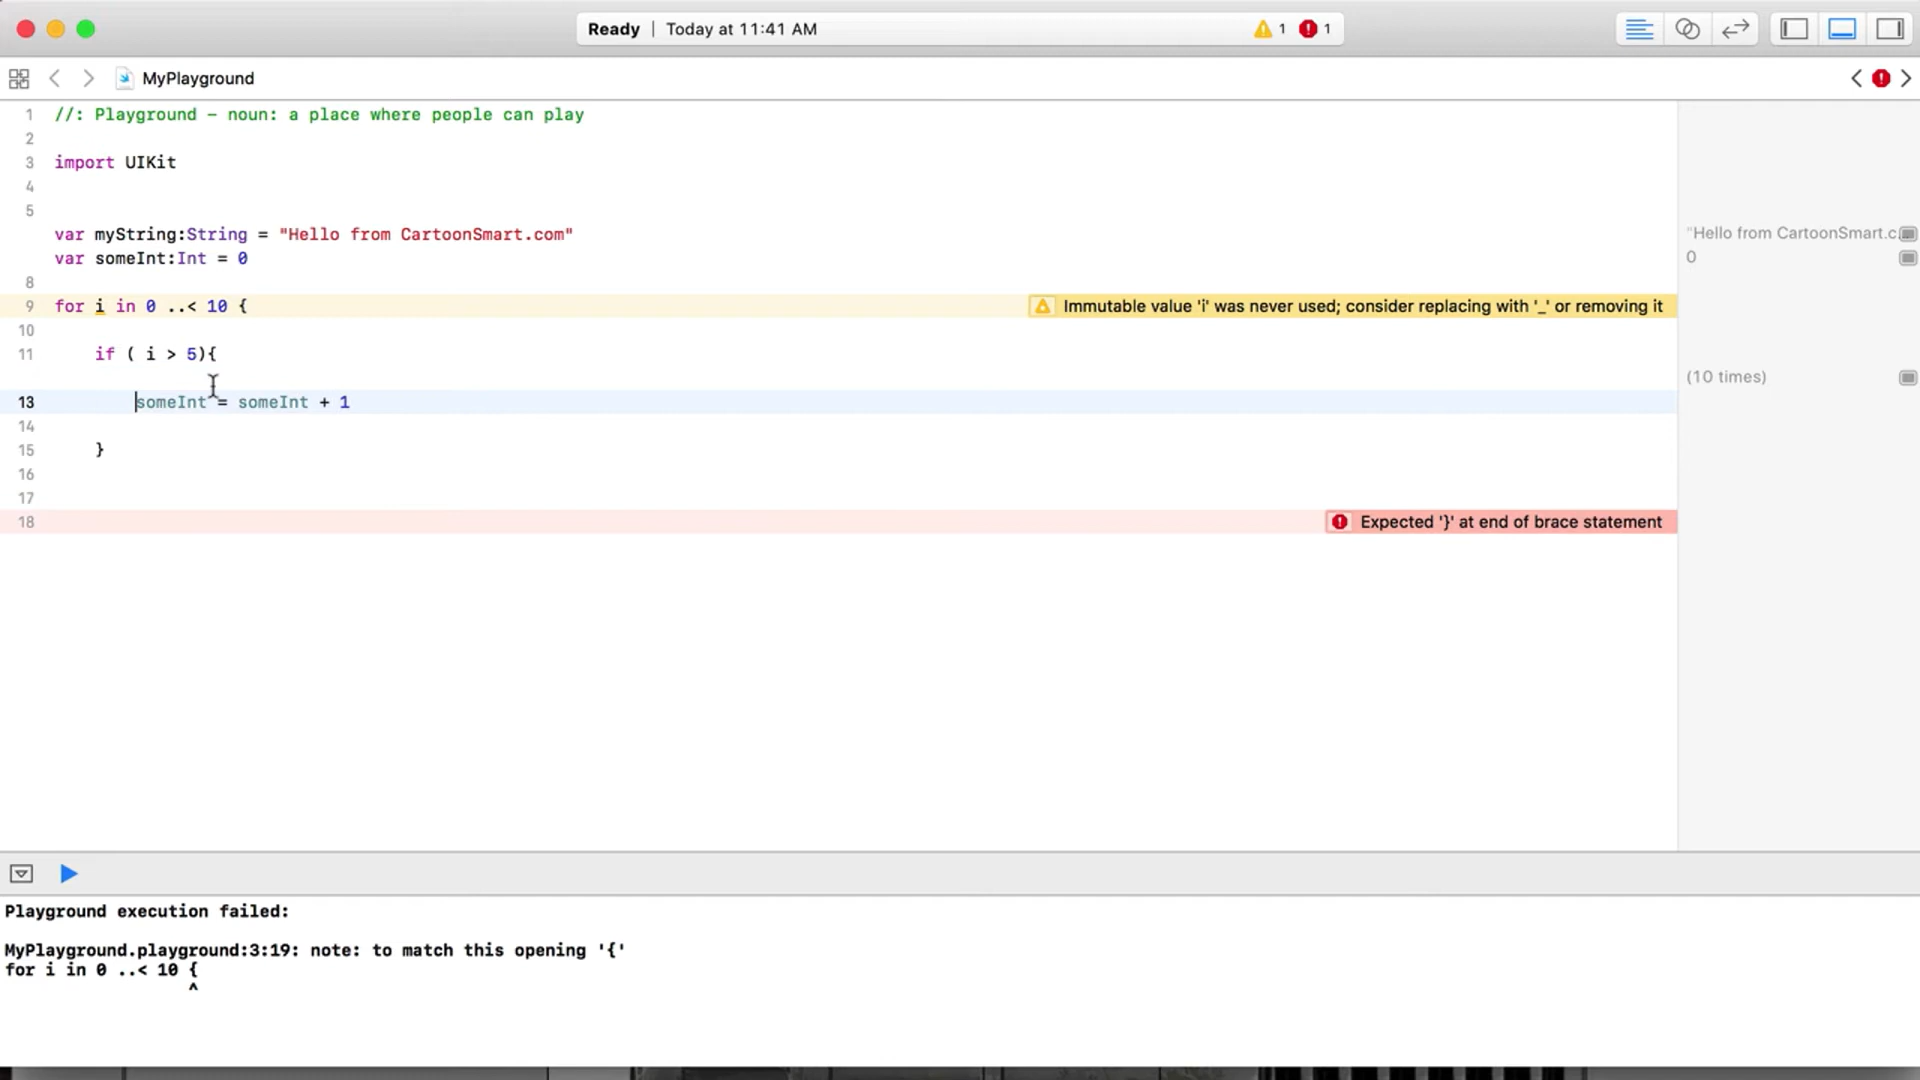 Ready | Today at 11:41 AM 1 1
MyPlayground
1 //: Playground - noun: a place where people can play
2
3 import UIKit
4
5
var myString:String = "Hello from CartoonSmart.com" "Hello from CartoonSmart.c
var someInt:Int = 0 0
8
9 for i in 0 ..< 10 { Immutable value 'i' was never used; consider replacing with '_' or removing it
10
11 if ( i > 5){
(10 times)
13 someInt = someInt + 1
14
15 }
16
17
18 Expected '}' at end of brace statement
Playground execution failed:
MyPlayground.playground:3:19: note: to match this opening '{'
for i in 0 ..< 10 {
^